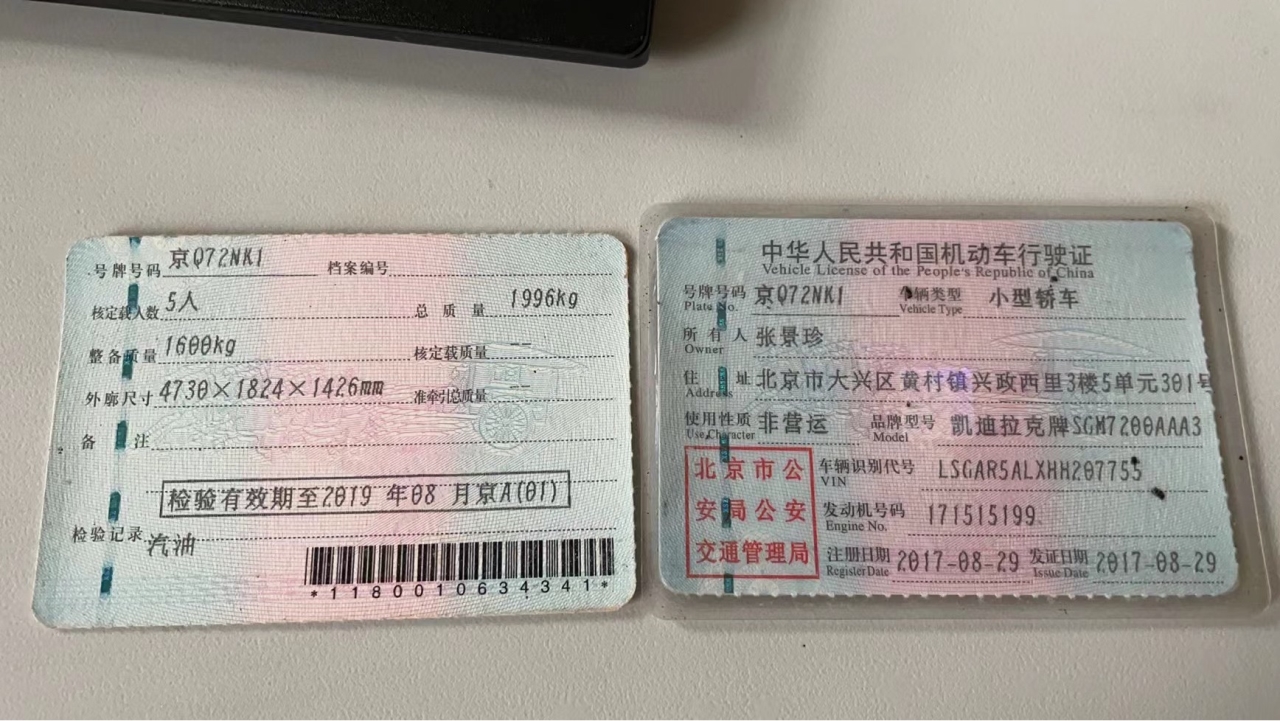 号牌号码 京Q72NK1 档案编号
核定载人数 5人 总质量 1996kg
整备质量 1600kg 核定载质量 --
外廓尺寸 4730×1824×1426mm 准牵引总质量 --
备注
检验有效期至2019年08月京A(01)
检验记录 汽油
*1180010634341*
中华人民共和国机动车行驶证
Vehicle License of the People's Republic of China
号牌号码 京Q72NK1 车辆类型 小型轿车
Plate No. Vehicle Type
所有人 张景珍
Owner
住址 北京市大兴区黄村镇兴政西里3楼5单元301号
Address
使用性质 非营运 品牌型号 凯迪拉克牌SGM7200AAA3
Use Character Model
北京市公安局公安交通管理局
车辆识别代号 LSGAR5ALXHH207755
VIN
发动机号码 171515199
Engine No.
注册日期 2017-08-29 发证日期 2017-08-29
Register Date Issue Date